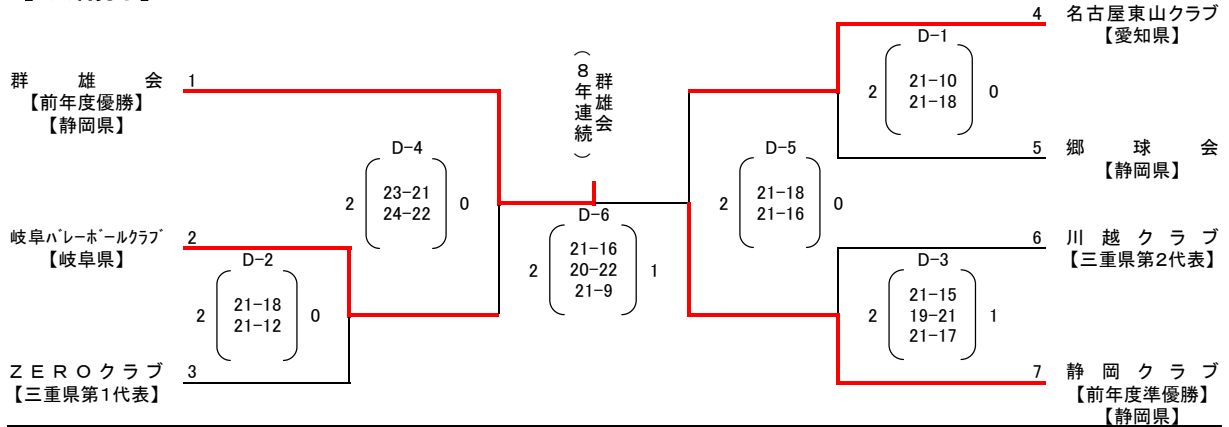 4 名古屋東山クラブ
【愛知県】
D-1
2 21-10 0
21-18
5 郷球会
【静岡県】
群雄会
（8年連続）
群雄会 1
【前年度優勝】
【静岡県】
D-4
2 23-21 0
24-22
D-5
2 21-18 0
21-16
岐阜バレーボールクラブ 2
【岐阜県】
D-2
2 21-18 0
21-12
ZEROクラブ 3
【三重県第1代表】
D-6
2 21-16 1
20-22
21-9
6 川越クラブ
【三重県第2代表】
D-3
2 21-15 1
19-21
21-17
7 静岡クラブ
【前年度準優勝】
【静岡県】